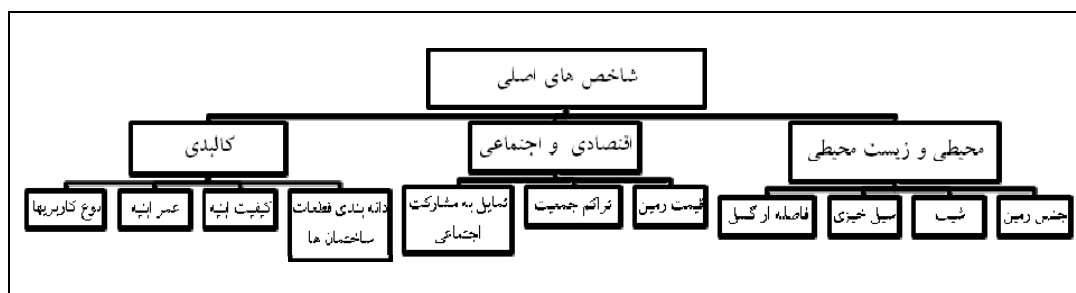 شاخص های اصلی
محیطی و زیست محیطی
اقتصادی و اجتماعی
کالبدی
جنس زمین
شیب
سیل خیزی
فاصله از گسل
قیمت زمین
تراکم جمعیت
تمایل به مشارکت
اجتماعی
دانه بندی قطعات
ساختمان ها
کیفیت ابنیه
عمر ابنیه
نوع کاربریها